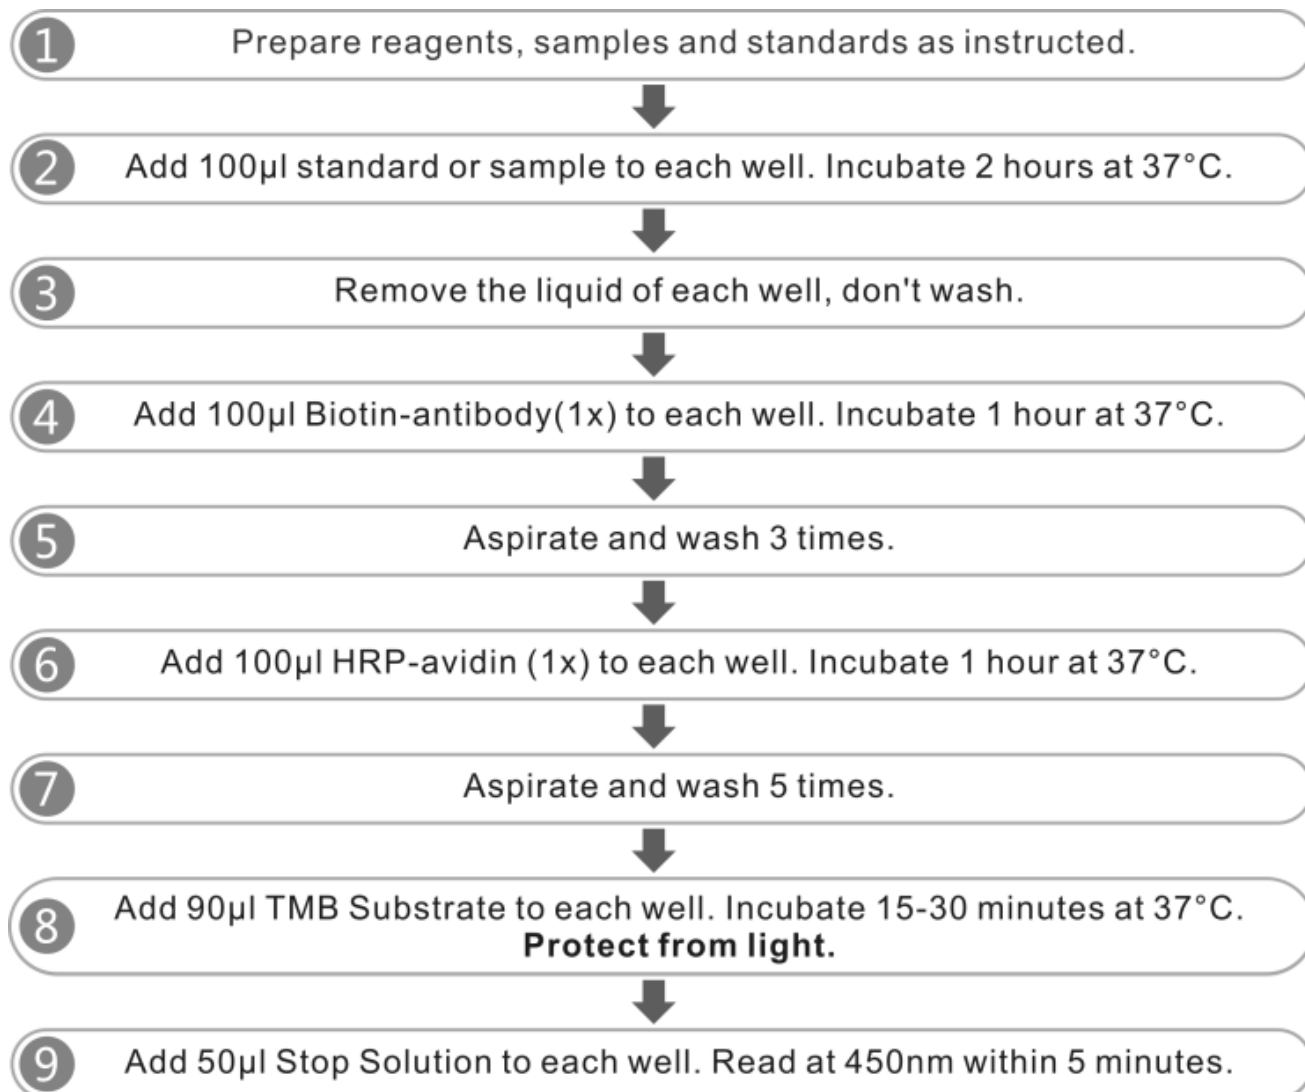 1 Prepare reagents, samples and standards as instructed.
2 Add 100μl standard or sample to each well. Incubate 2 hours at 37°C.
3 Remove the liquid of each well, don't wash.
4 Add 100μl Biotin-antibody(1x) to each well. Incubate 1 hour at 37°C.
5 Aspirate and wash 3 times.
6 Add 100μl HRP-avidin (1x) to each well. Incubate 1 hour at 37°C.
7 Aspirate and wash 5 times.
8 Add 90μl TMB Substrate to each well. Incubate 15-30 minutes at 37°C.
Protect from light.
9 Add 50μl Stop Solution to each well. Read at 450nm within 5 minutes.